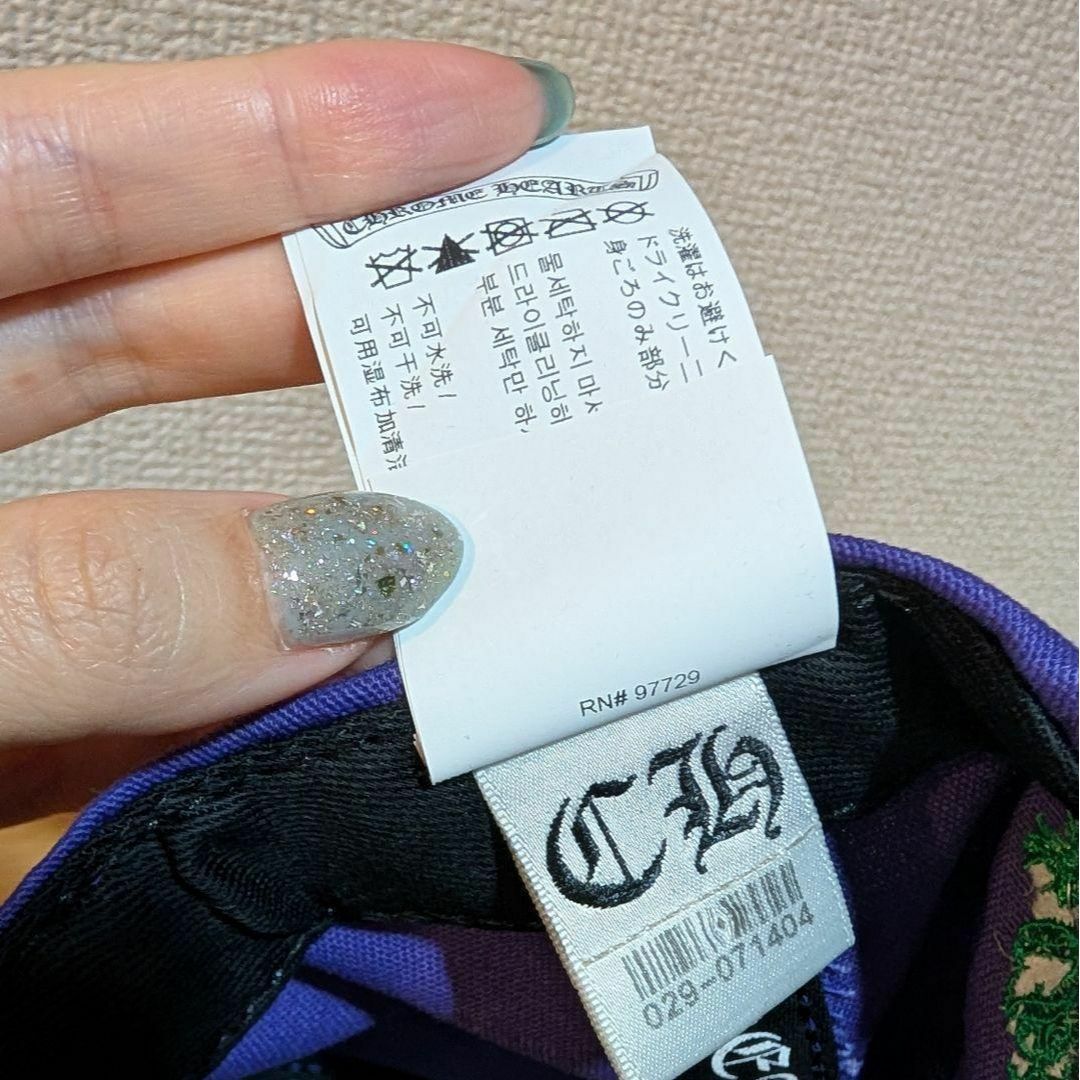 CHROME HEARTS
洗濯はお避けく
ドライクリーニ
身ごろのみ部分
물세탁하지 마
드라이클리닝하
부분 세탁만 하
不可水洗/
不可干洗/
可用湿布加清
RN# 97729
CH
029-071404